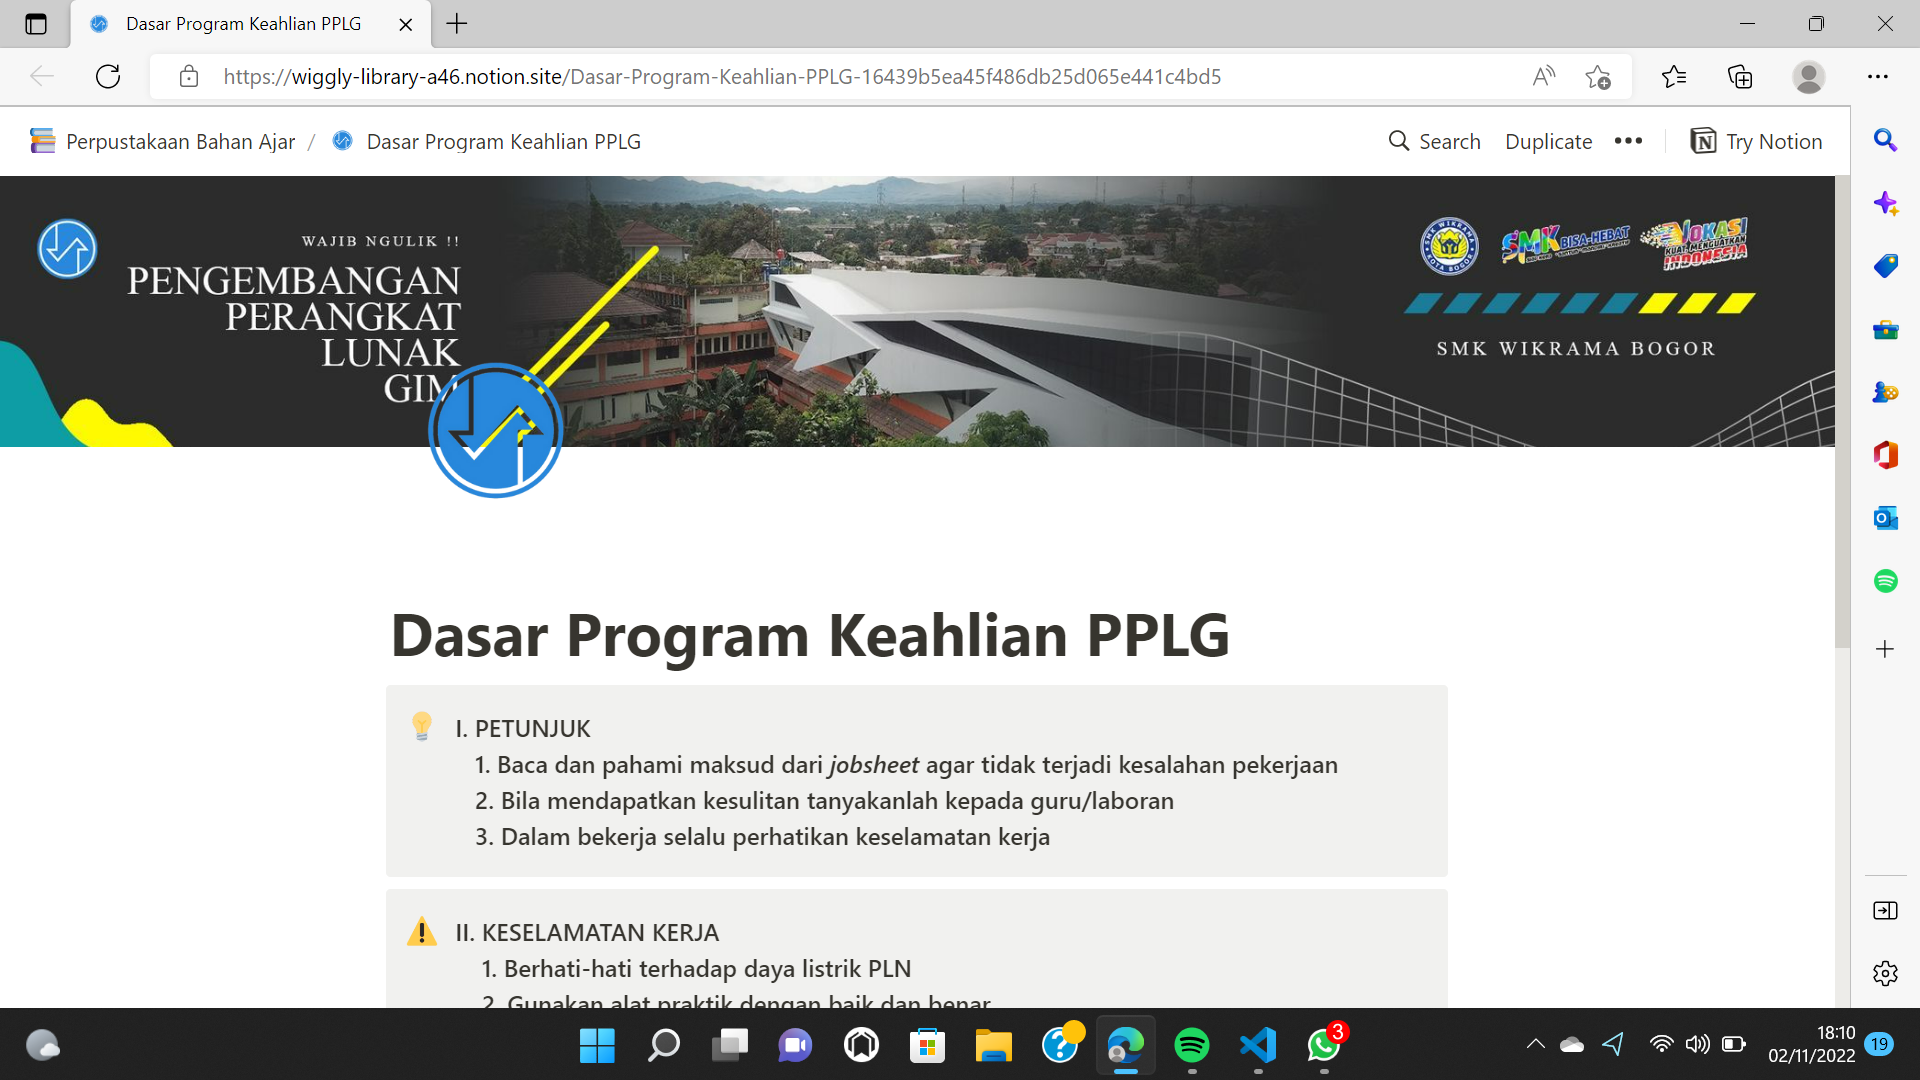 Dasar Program Keahlian PPLG
https://wiggly-library-a46.notion.site/Dasar-Program-Keahlian-PPLG-16439b5ea45f486db25d065e441c4bd5
Perpustakaan Bahan Ajar / Dasar Program Keahlian PPLG
Search Duplicate Try Notion
WAJIB NGULIK !!
PENGEMBANGAN
PERANGKAT
LUNAK
GIM
SMK WIKRAMA
KOTA BOGOR
SMK BISA-HEBAT
VOKASI
KUAT MENGUATKAN
INDONESIA
SMK WIKRAMA BOGOR
Dasar Program Keahlian PPLG
I. PETUNJUK
1. Baca dan pahami maksud dari jobsheet agar tidak terjadi kesalahan pekerjaan
2. Bila mendapatkan kesulitan tanyakanlah kepada guru/laboran
3. Dalam bekerja selalu perhatikan keselamatan kerja
II. KESELAMATAN KERJA
1. Berhati-hati terhadap daya listrik PLN
2. Gunakan alat praktik dengan baik dan benar
3
18:10
02/11/2022
19